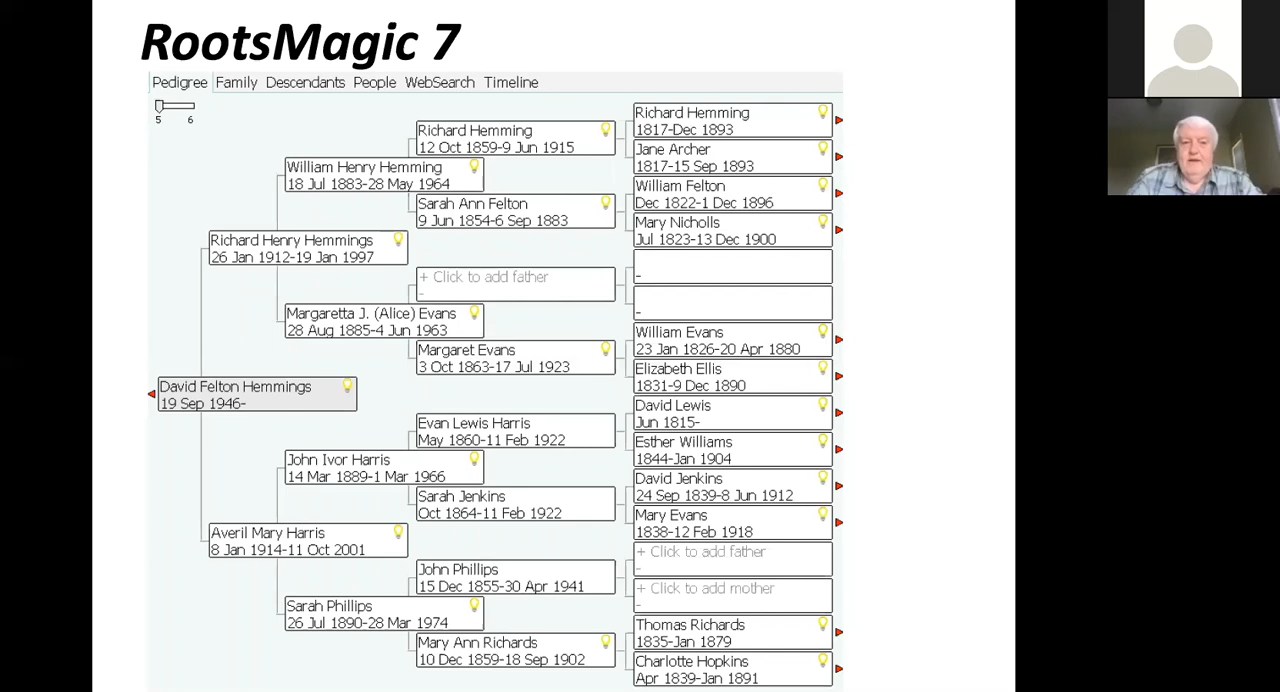 RootsMagic 7
Pedigree Family Descendants People WebSearch Timeline
5 6
Richard Hemming
1817-Dec 1893
Richard Hemming
12 Oct 1859-9 Jun 1915
Jane Archer
1817-15 Sep 1893
William Henry Hemming
18 Jul 1883-28 May 1964
William Felton
Dec 1822-1 Dec 1896
Sarah Ann Felton
9 Jun 1854-6 Sep 1883
Mary Nicholls
Jul 1823-13 Dec 1900
Richard Henry Hemmings
26 Jan 1912-19 Jan 1997
+ Click to add father
-
-
-
Margaretta J. (Alice) Evans
28 Aug 1885-4 Jun 1963
William Evans
23 Jan 1826-20 Apr 1880
Margaret Evans
3 Oct 1863-17 Jul 1923
Elizabeth Ellis
1831-9 Dec 1890
David Felton Hemmings
19 Sep 1946-
David Lewis
Jun 1815-
Evan Lewis Harris
May 1860-11 Feb 1922
Esther Williams
1844-Jan 1904
John Ivor Harris
14 Mar 1889-1 Mar 1966
David Jenkins
24 Sep 1839-8 Jun 1912
Sarah Jenkins
Oct 1864-11 Feb 1922
Mary Evans
1838-12 Feb 1918
Averil Mary Harris
8 Jan 1914-11 Oct 2001
+ Click to add father
-
John Phillips
15 Dec 1855-30 Apr 1941
+ Click to add mother
-
Sarah Phillips
26 Jul 1890-28 Mar 1974
Thomas Richards
1835-Jan 1879
Mary Ann Richards
10 Dec 1859-18 Sep 1902
Charlotte Hopkins
Apr 1839-Jan 1891